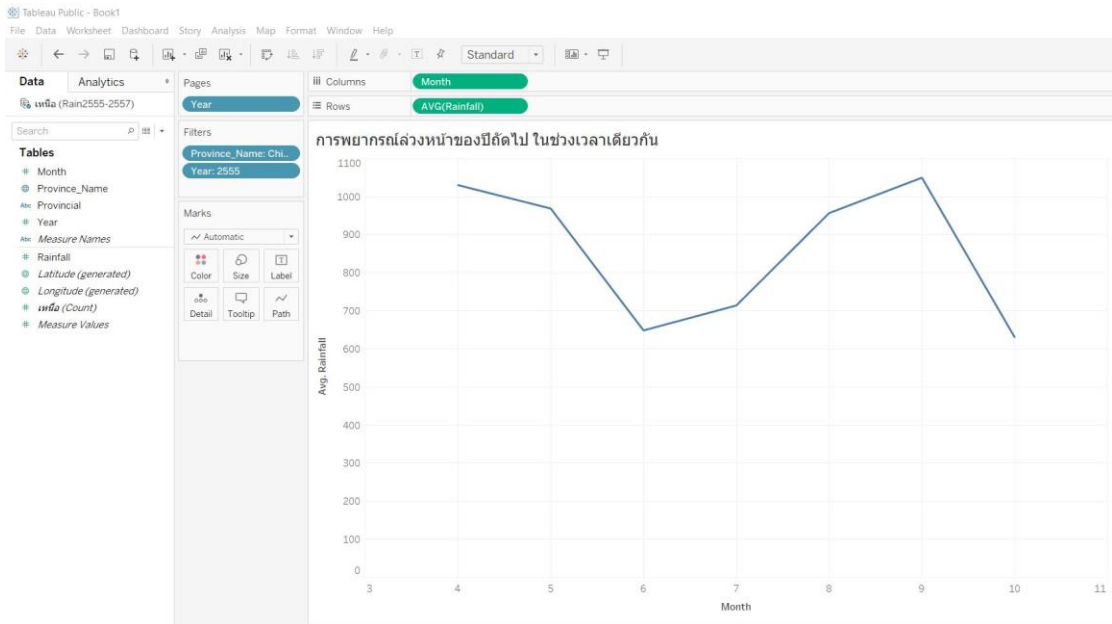 Tableau Public - Book1
File Data Worksheet Dashboard Story Analysis Map Format Window Help
Standard
Data Analytics
เหนือ (Rain2555-2557)
Search
Tables
Month
Province_Name
Abc Provincial
Year
Abc Measure Names
Rainfall
Latitude (generated)
Longitude (generated)
เหนือ (Count)
Measure Values
Pages
Year
Filters
Province_Name: Chi..
Year: 2555
Marks
Automatic
Color Size Label
Detail Tooltip Path
Columns Month
Rows AVG(Rainfall)
การพยากรณ์ล่วงหน้าของปีถัดไป ในช่วงเวลาเดียวกัน
1100
1000
900
800
700
600
500
400
300
200
100
0
Avg. Rainfall
3 4 5 6 7 8 9 10 11
Month